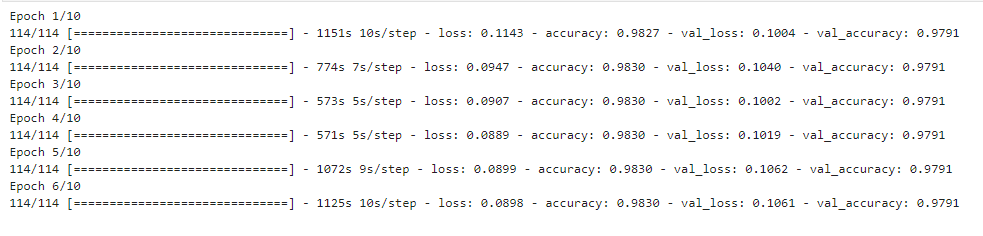 Epoch 1/10
114/114 [==============================] - 1151s 10s/step - loss: 0.1143 - accuracy: 0.9827 - val_loss: 0.1004 - val_accuracy: 0.9791
Epoch 2/10
114/114 [==============================] - 774s 7s/step - loss: 0.0947 - accuracy: 0.9830 - val_loss: 0.1040 - val_accuracy: 0.9791
Epoch 3/10
114/114 [==============================] - 573s 5s/step - loss: 0.0907 - accuracy: 0.9830 - val_loss: 0.1002 - val_accuracy: 0.9791
Epoch 4/10
114/114 [==============================] - 571s 5s/step - loss: 0.0889 - accuracy: 0.9830 - val_loss: 0.1019 - val_accuracy: 0.9791
Epoch 5/10
114/114 [==============================] - 1072s 9s/step - loss: 0.0899 - accuracy: 0.9830 - val_loss: 0.1062 - val_accuracy: 0.9791
Epoch 6/10
114/114 [==============================] - 1125s 10s/step - loss: 0.0898 - accuracy: 0.9830 - val_loss: 0.1061 - val_accuracy: 0.9791